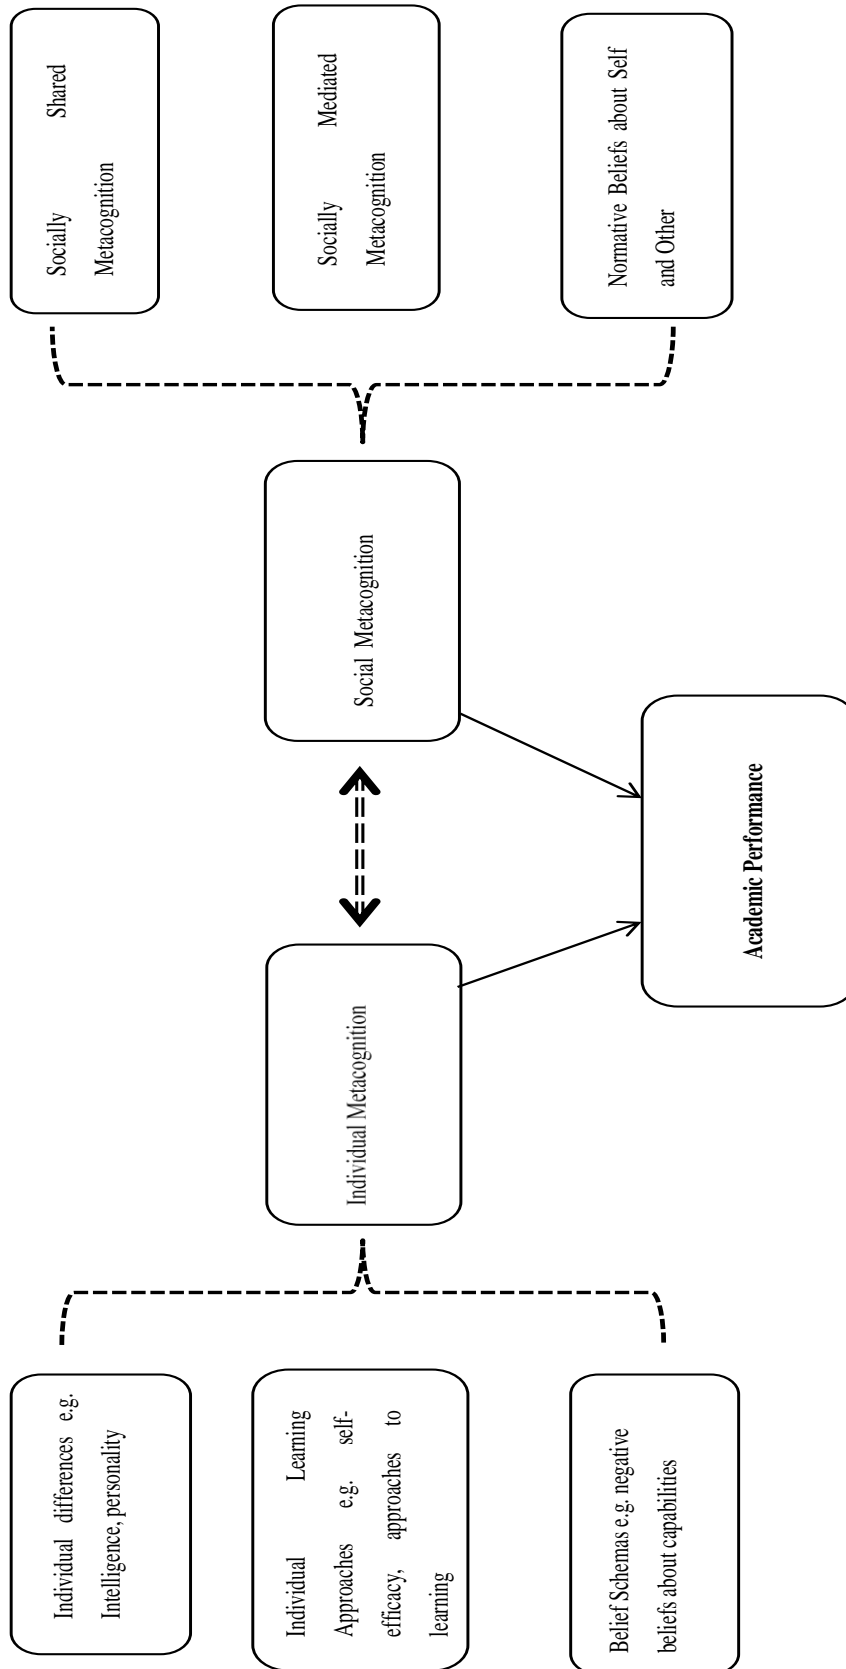 Individual differences e.g.
Intelligence, personality
Individual Learning
Approaches e.g. self-
efficacy, approaches to
learning
Belief Schemas e.g. negative
beliefs about capabilities
Individual Metacognition
Academic Performance
Social Metacognition
Socially Shared
Metacognition
Socially Mediated
Metacognition
Normative Beliefs about Self
and Other